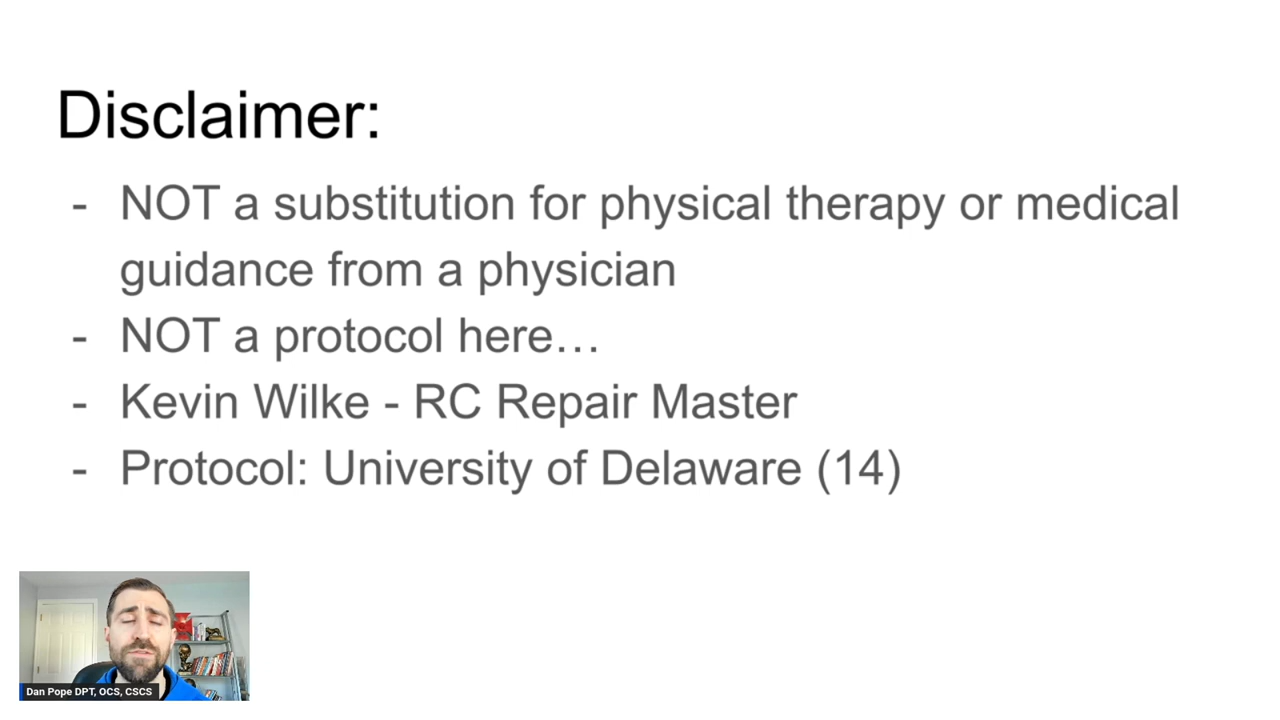 Disclaimer:
- NOT a substitution for physical therapy or medical
guidance from a physician
- NOT a protocol here…
- Kevin Wilke - RC Repair Master
- Protocol: University of Delaware (14)
Dan Pope DPT, OCS, CSCS